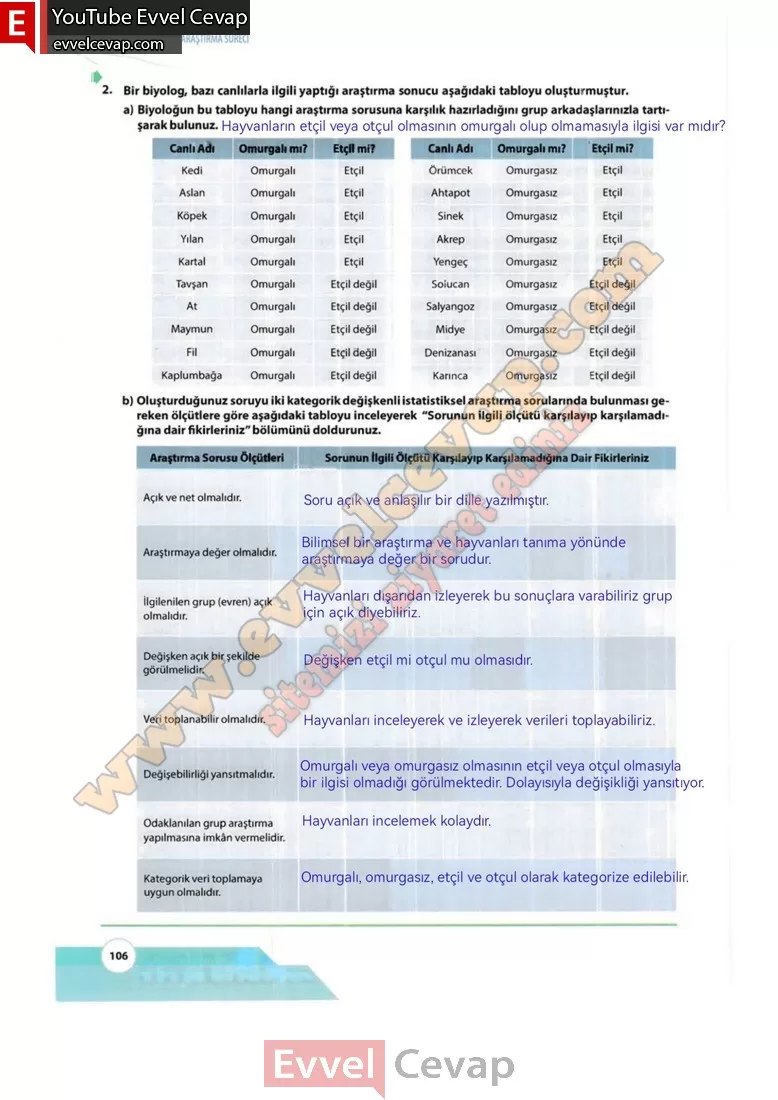 E
YouTube Evvel Cevap
evvelcevap.com
ARAŞTIRMA SÜRECİ
2. Bir biyolog, bazı canlılarla ilgili yaptığı araştırma sonucu aşağıdaki tabloyu oluşturmuştur.
a) Biyoloğun bu tabloyu hangi araştırma sorusuna karşılık hazırladığını grup arkadaşlarınızla tartı-
şarak bulunuz. Hayvanların etçil veya otçul olmasının omurgalı olup olmamasıyla ilgisi var mıdır?
Canlı Adı Omurgalı mı? Etçil mi? Canlı Adı Omurgalı mı? Etçil mi?
Kedi Omurgalı Etçil Örümcek Omurgasız Etçil
Aslan Omurgalı Etçil Ahtapot Omurgasız Etçil
Köpek Omurgalı Etçil Sinek Omurgasız Etçil
Yılan Omurgalı Etçil Akrep Omurgasız Etçil
Kartal Omurgalı Etçil Yengeç Omurgasız Etçil
Tavşan Omurgalı Etçil değil Solucan Omurgasız Etçil değil
At Omurgalı Etçil değil Salyangoz Omurgasız Etçil değil
Maymun Omurgalı Etçil değil Midye Omurgasız Etçil değil
Fil Omurgalı Etçil değil Denizanası Omurgasız Etçil değil
Kaplumbağa Omurgalı Etçil değil Karınca Omurgasız Etçil değil
b) Oluşturduğunuz soruyu iki kategorik değişkenli istatistiksel araştırma sorularında bulunması ge-
reken ölçütlere göre aşağıdaki tabloyu inceleyerek "Sorunun ilgili ölçütü karşılayıp karşılamadı-
ğına dair fikirleriniz" bölümünü doldurunuz.
Araştırma Sorusu Ölçütleri Sorunun İlgili Ölçütü Karşılayıp Karşılamadığına Dair Fikirleriniz
Açık ve net olmalıdır. Soru açık ve anlaşılır bir dille yazılmıştır.
Araştırmaya değer olmalıdır. Bilimsel bir araştırma ve hayvanları tanıma yönünde
araştırmaya değer bir sorudur.
İlgilenilen grup (evren) açık Hayvanları dışarıdan izleyerek bu sonuçlara varabiliriz grup
olmalıdır. için açık diyebiliriz.
Değişken açık bir şekilde Değişken etçil mi otçul mu olmasıdır.
görülmelidir.
Veri toplanabilir olmalıdır. Hayvanları inceleyerek ve izleyerek verileri toplayabiliriz.
Değişebilirliği yansıtmalıdır. Omurgalı veya omurgasız olmasının etçil veya otçul olmasıyla
bir ilgisi olmadığı görülmektedir. Dolayısıyla değişikliği yansıtıyor.
Odaklanılan grup araştırma Hayvanları incelemek kolaydır.
yapılmasına imkân vermelidir.
Kategorik veri toplamaya Omurgalı, omurgasız, etçil ve otçul olarak kategorize edilebilir.
uygun olmalıdır.
www.evvelcevap.com
sitemizi ziyaret ediniz
106
Evvel Cevap